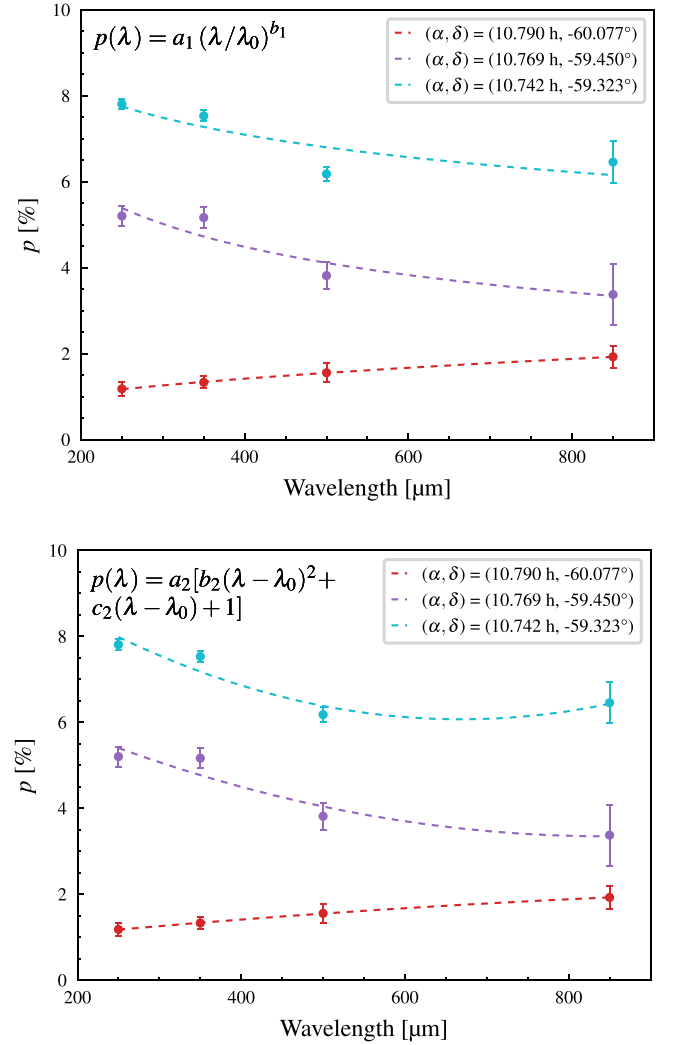 10
p(λ) = a₁ (λ/λ₀)^b₁
(α, δ) = (10.790 h, -60.077°)
(α, δ) = (10.769 h, -59.450°)
(α, δ) = (10.742 h, -59.323°)
8
6
4
2
0
p [%]
200 400 600 800
Wavelength [µm]
10
p(λ) = a₂[b₂(λ − λ₀)²+
c₂(λ − λ₀) + 1]
(α, δ) = (10.790 h, -60.077°)
(α, δ) = (10.769 h, -59.450°)
(α, δ) = (10.742 h, -59.323°)
8
6
4
2
0
p [%]
200 400 600 800
Wavelength [µm]